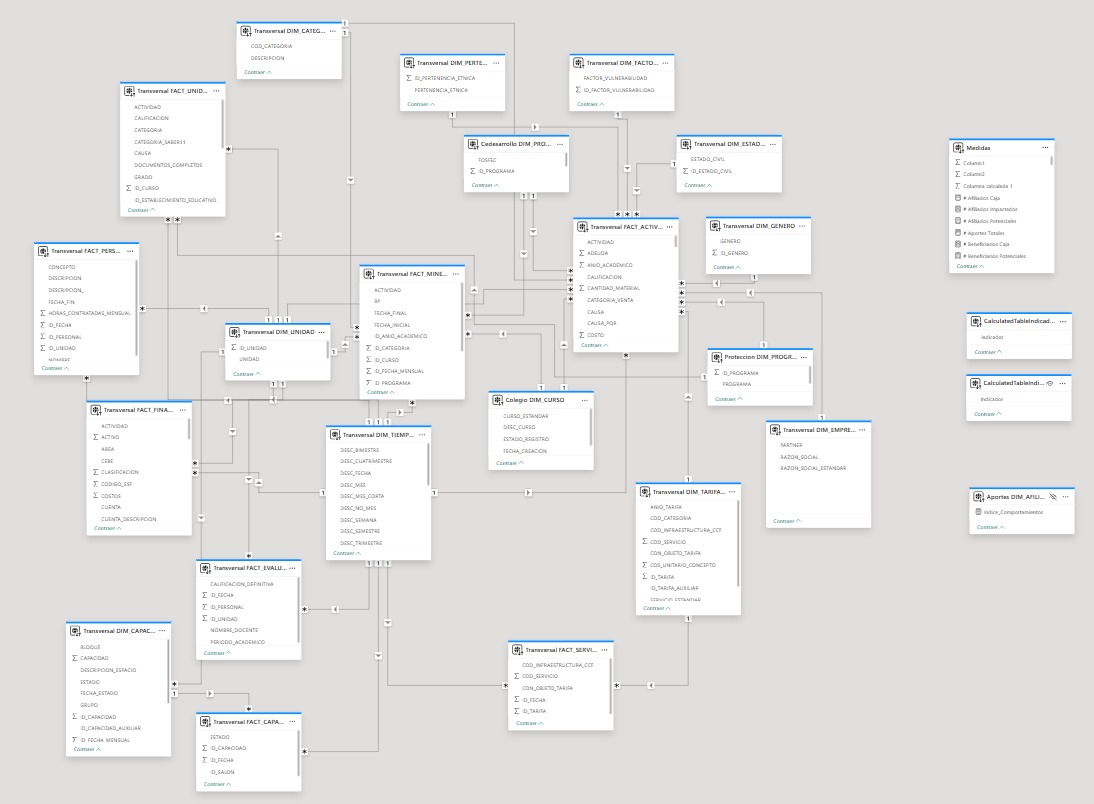 Transversal DIM_CATEG...
COD_CATEGORIA
DESCRIPCION
Contraer
Transversal DIM_PERTE...
ID_PERTENENCIA_ETNICA
PERTENENCIA_ETNICA
Contraer
Transversal DIM_FACTO...
FACTOR_VULNERABILIDAD
ID_FACTOR_VULNERABILIDAD
Contraer
Transversal FACT_UNID...
ACTIVIDAD
CALIFICACION
CATEGORIA
CATEGORIA_SABER11
CAUSA
DOCUMENTOS_COMPLETOS
GRADO
ID_CURSO
ID_ESTABLECIMIENTO_EDUCATIVO
Contraer
Cedesarrollo DIM_PRO...
FOSFEC
ID_PROGRAMA
Contraer
Transversal DIM_ESTAD...
ESTADO_CIVIL
ID_ESTADO_CIVIL
Contraer
Medidas
Column1
Column2
Columna calculada 1
# Afiliados Caja
# Afiliados Impactados
# Afiliados Potenciales
# Aportes Totales
# Beneficiarios Caja
# Beneficiarios Potenciales
Contraer
Transversal FACT_ACTIV...
ACTIVIDAD
ADEUDA
ANIO_ACADEMICO
CALIFICACION
CANTIDAD_MATERIAL
CATEGORIA_VENTA
CAUSA
CAUSA_PQR
COSTO
Contraer
Transversal DIM_GENERO
GENERO
ID_GENERO
Contraer
Transversal FACT_PERS...
CONCEPTO
DESCRIPCION
DESCRIPCION_
FECHA_FIN
HORAS_CONTRATADAS_MENSUAL
ID_FECHA
ID_PERSONAL
ID_UNIDAD
NOMBRE
Contraer
Transversal FACT_MINE...
ACTIVIDAD
BP
FECHA_FINAL
FECHA_INICIAL
ID_ANIO_ACADEMICO
ID_CATEGORIA
ID_CURSO
ID_FECHA_MENSUAL
ID_PROGRAMA
Contraer
Transversal DIM_UNIDAD
ID_UNIDAD
UNIDAD
Contraer
CalculatedTableIndicad...
Indicador
Contraer
Proteccion DIM_PROGR...
ID_PROGRAMA
PROGRAMA
Contraer
CalculatedTableIndi...
Indicador
Contraer
Colegio DIM_CURSO
CURSO_ESTANDAR
DESC_CURSO
ESTADO_REGISTRO
FECHA_CREACION
Contraer
Transversal FACT_FINA...
ACTIVIDAD
ACTIVO
AREA
CEBE
CLASIFICACION
CODIGO_ESF
COSTOS
CUENTA
CUENTA_DESCRIPCION
Contraer
Transversal DIM_TIEMP...
DESC_BIMESTRE
DESC_CUATRIMESTRE
DESC_FECHA
DESC_MES
DESC_MES_CORTA
DESC_NO_MES
DESC_SEMANA
DESC_SEMESTRE
DESC_TRIMESTRE
Contraer
Transversal DIM_EMPRE...
PARTNER
RAZON_SOCIAL
RAZON_SOCIAL_ESTANDAR
Contraer
Transversal DIM_TARIFA...
ANIO_TARIFA
COD_CATEGORIA
COD_INFRAESTRUCTURA_CCF
COD_SERVICIO
CON_OBJETO_TARIFA
COS_UNITARIO_CONCEPTO
ID_TARIFA
ID_TARIFA_AUXILIAR
SERVICIO_ESTANDAR
Contraer
Aportes DIM_AFILI...
Indice_Comportamientos
Contraer
Transversal FACT_EVALU...
CALIFICACION_DEFINITIVA
ID_FECHA
ID_PERSONAL
ID_UNIDAD
NOMBRE_DOCENTE
PERIODO_ACADEMICO
Contraer
Transversal DIM_CAPAC...
BLOQUE
CAPACIDAD
DESCRIPCION_ESPACIO
ESTADO
FECHA_ESTADO
GRUPO
ID_CAPACIDAD
ID_CAPACIDAD_AUXILIAR
ID_FECHA_MENSUAL
Contraer
Transversal FACT_SERVI...
COD_INFRAESTRUCTURA_CCF
COD_SERVICIO
CON_OBJETO_TARIFA
ID_FECHA
ID_TARIFA
Contraer
Transversal FACT_CAPA...
ESTADO
ID_CAPACIDAD
ID_FECHA
ID_SALON
Contraer